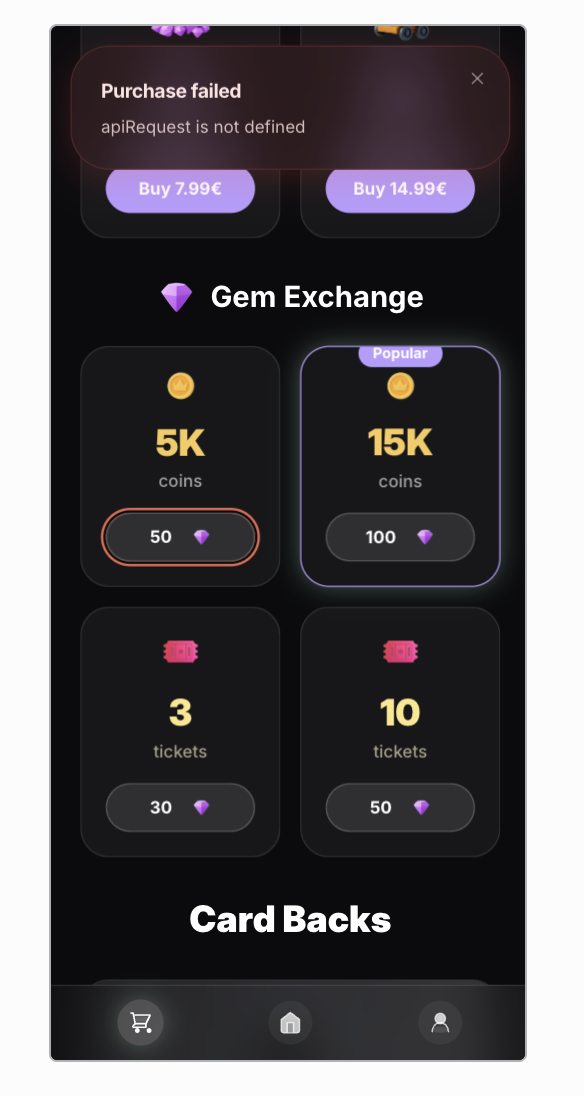 Purchase failed
apiRequest is not defined
Buy 7.99€ Buy 14.99€
Gem Exchange
Popular
5K 15K
coins coins
50 100
3 10
tickets tickets
30 50
Card Backs